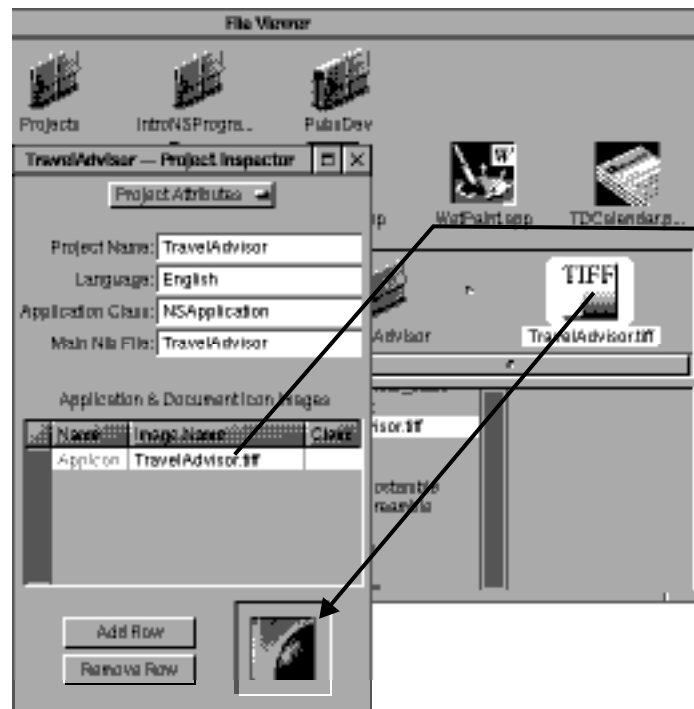 File Viewer
Projects
IntroNSProgra...
PubsDev
TravelAdvisor — Project Inspector
Project Attributes
W
WetPaint.app
TDCalendar.p...
p
Project Name: TravelAdvisor
Language: English
Application Class: NSApplication
Main Nib File: TravelAdvisor
TIFF
Advisor
TravelAdvisor.tiff
Application & Document Icon Images
Name Image Name Class
AppIcon TravelAdvisor.tiff
isor.tiff
Add Row
Remove Row